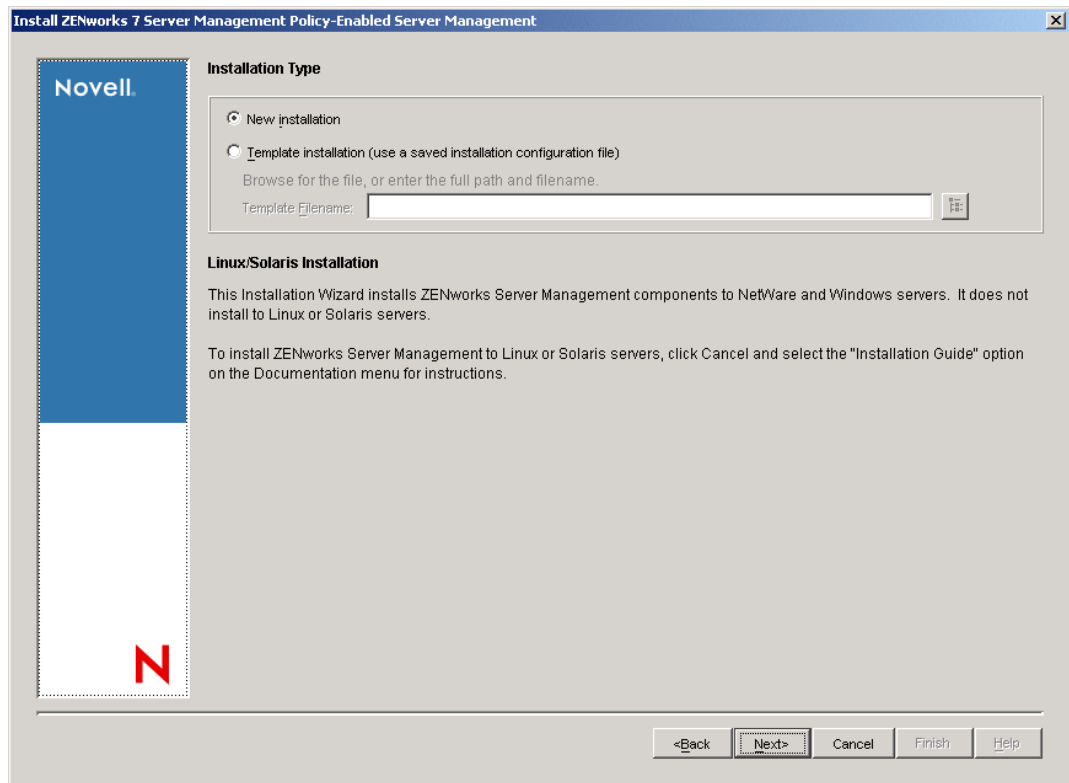 Install ZENworks 7 Server Management Policy-Enabled Server Management
Novell.
Installation Type
New installation
Template installation (use a saved installation configuration file)
Browse for the file, or enter the full path and filename.
Template Filename:
Linux/Solaris Installation
This Installation Wizard installs ZENworks Server Management components to NetWare and Windows servers. It does not
install to Linux or Solaris servers.
To install ZENworks Server Management to Linux or Solaris servers, click Cancel and select the "Installation Guide" option
on the Documentation menu for instructions.
N
<Back Next> Cancel Finish Help